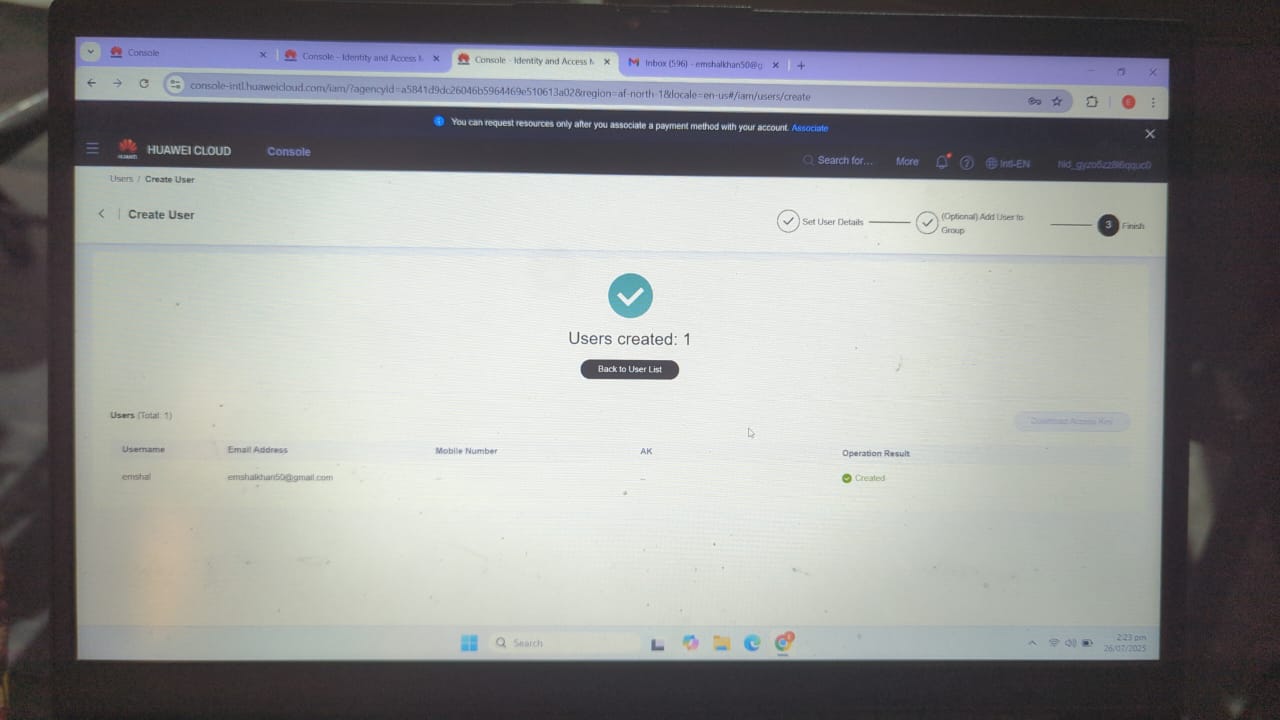 Console
Console - Identity and Access M
Console - Identity and Access M
Inbox (596) - emshalkhan50@g
console-intl.huaweicloud.com/iam/?agencyId=a5841d9dc26046b5964469e510613a02&region=af-north-1&locale=en-us#/iam/users/create
You can request resources only after you associate a payment method with your account. Associate
HUAWEI
HUAWEI CLOUD
Console
Search for...
More
Intl-EN
Users / Create User
Create User
Set User Details
(Optional) Add User to
Group
3
Finish
Users created: 1
Back to User List
Users (Total: 1)
Download Access Key
Username Email Address Mobile Number AK Operation Result
emshal emshalkhan50@gmail.com -- -- Created
Search
2:23 pm
26/07/2025